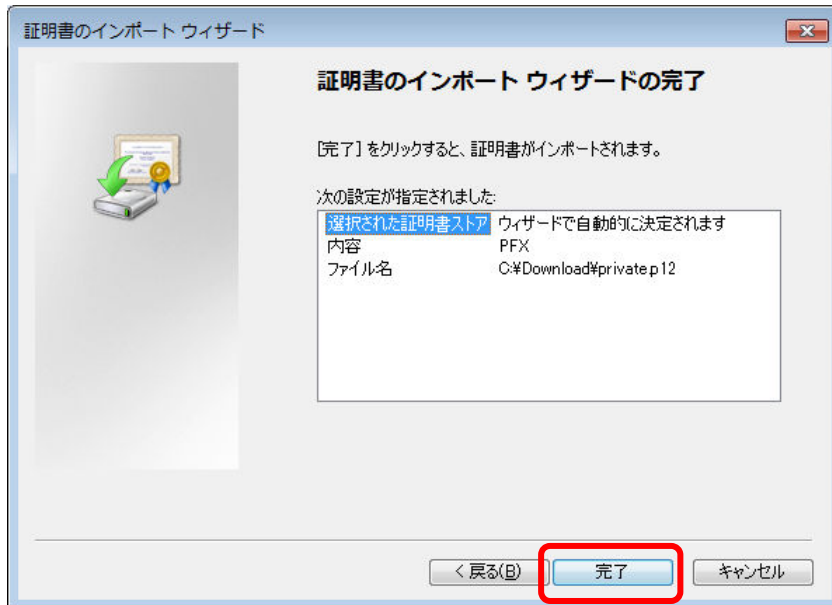 証明書のインポート ウィザード
証明書のインポート ウィザードの完了
[完了] をクリックすると、証明書がインポートされます。
次の設定が指定されました:
選択された証明書ストア ウィザードで自動的に決定されます
内容 PFX
ファイル名 C:¥Download¥private.p12
< 戻る(B) 完了 キャンセル